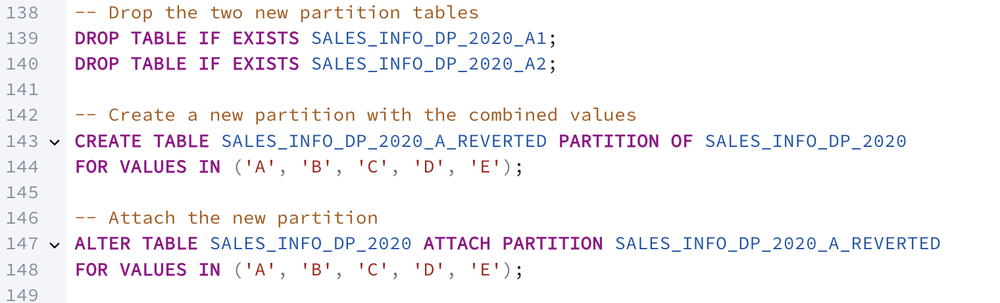 138 -- Drop the two new partition tables
139 DROP TABLE IF EXISTS SALES_INFO_DP_2020_A1;
140 DROP TABLE IF EXISTS SALES_INFO_DP_2020_A2;
141
142 -- Create a new partition with the combined values
143 CREATE TABLE SALES_INFO_DP_2020_A_REVERTED PARTITION OF SALES_INFO_DP_2020
144 FOR VALUES IN ('A', 'B', 'C', 'D', 'E');
145
146 -- Attach the new partition
147 ALTER TABLE SALES_INFO_DP_2020 ATTACH PARTITION SALES_INFO_DP_2020_A_REVERTED
148 FOR VALUES IN ('A', 'B', 'C', 'D', 'E');
149